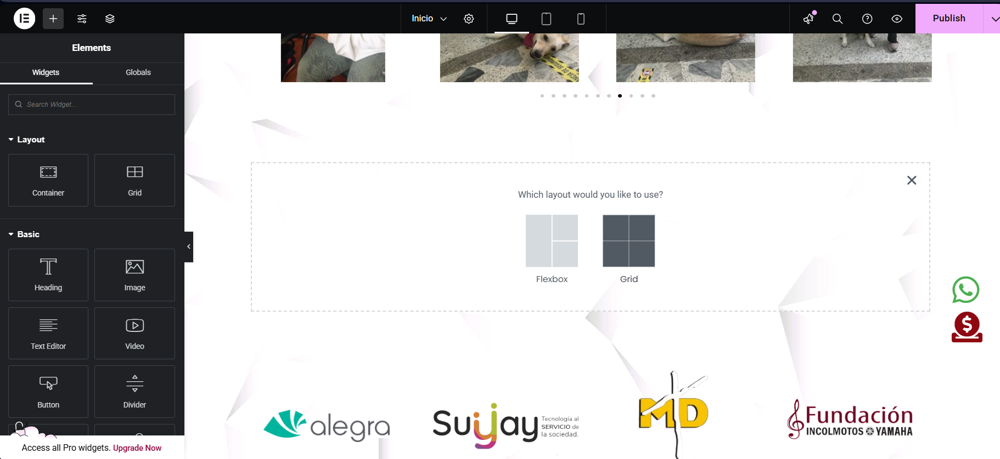 Inicio
Publish
Elements
Widgets
Globals
Search Widget...
Layout
Container
Grid
Basic
Heading
Image
Text Editor
Video
Button
Divider
Access all Pro widgets. Upgrade Now
Which layout would you like to use?
Flexbox
Grid
alegra
Suyjay
Tecnología al
SERVICIO de
la sociedad.
MD
Fundación
INCOLMOTOS YAMAHA